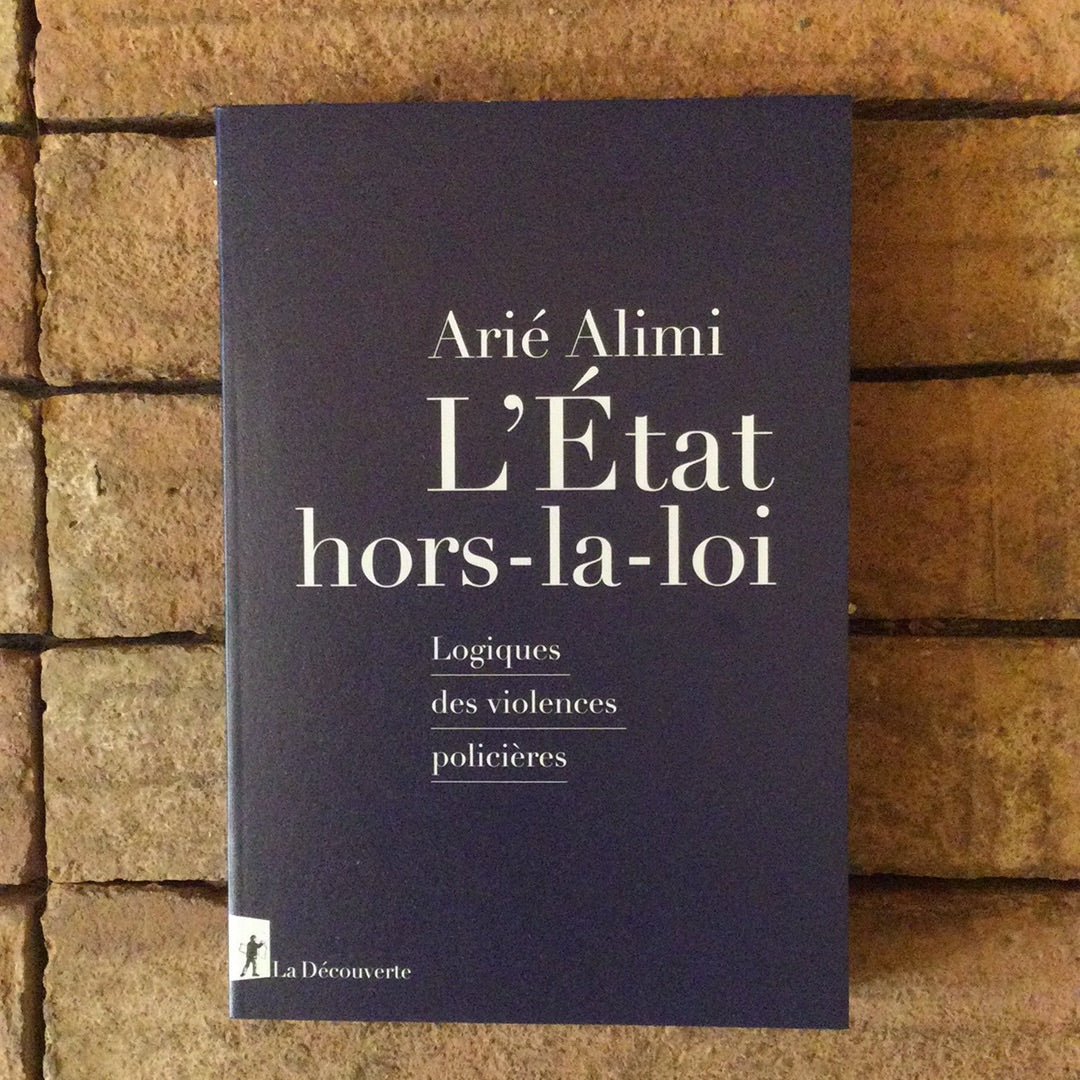 Arié Alimi
L’État
hors-la-loi
Logiques
des violences
policières
La Découverte